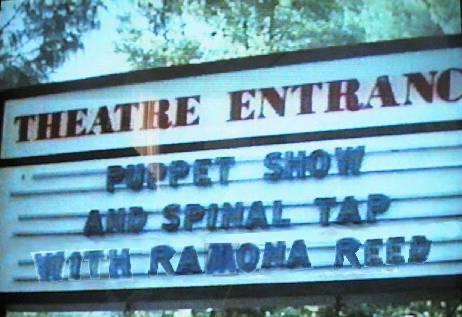 THEATRE ENTRANC
PUPPET SHOW
AND SPINAL TAP
WITH RAMONA REED